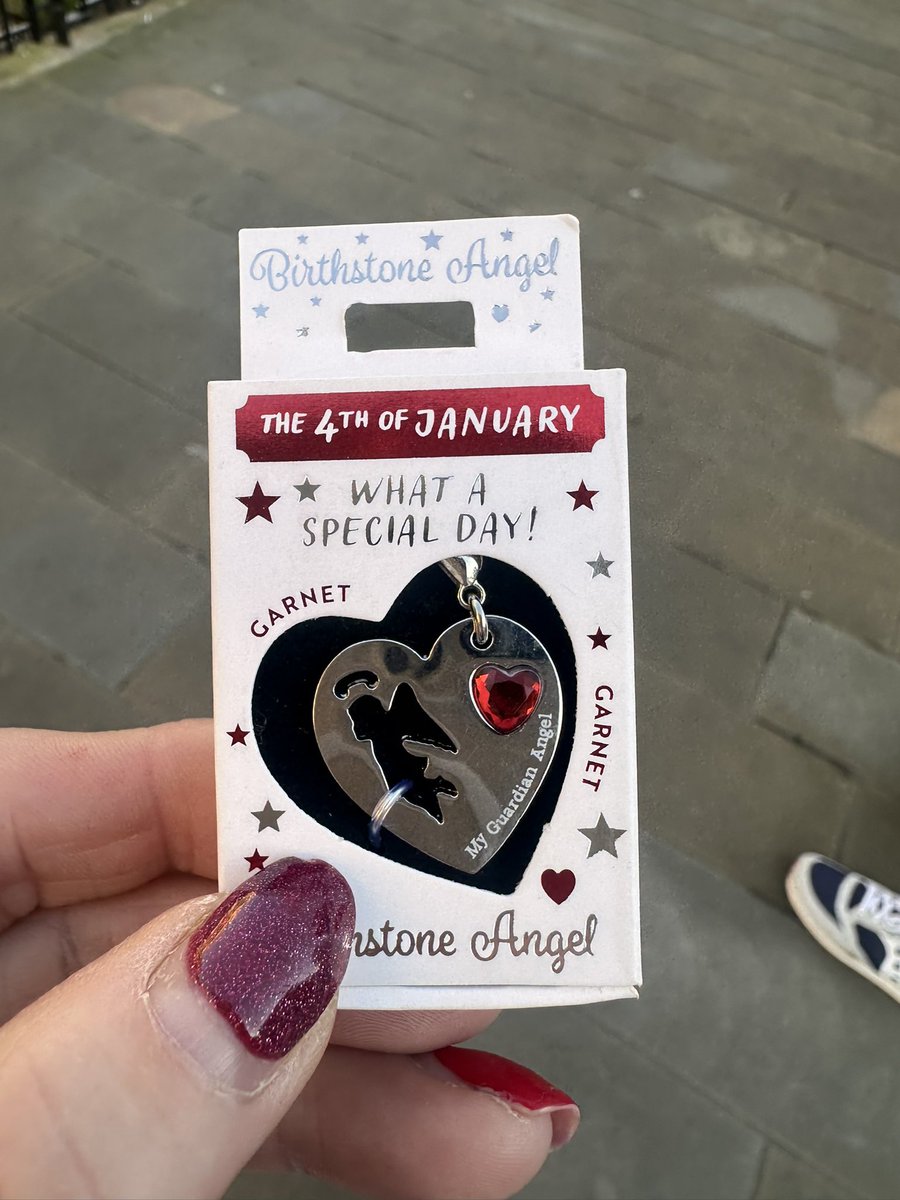 Birthstone Angel
THE 4TH OF JANUARY
WHAT A
SPECIAL DAY!
GARNET
GARNET
My Guardian Angel
Angel